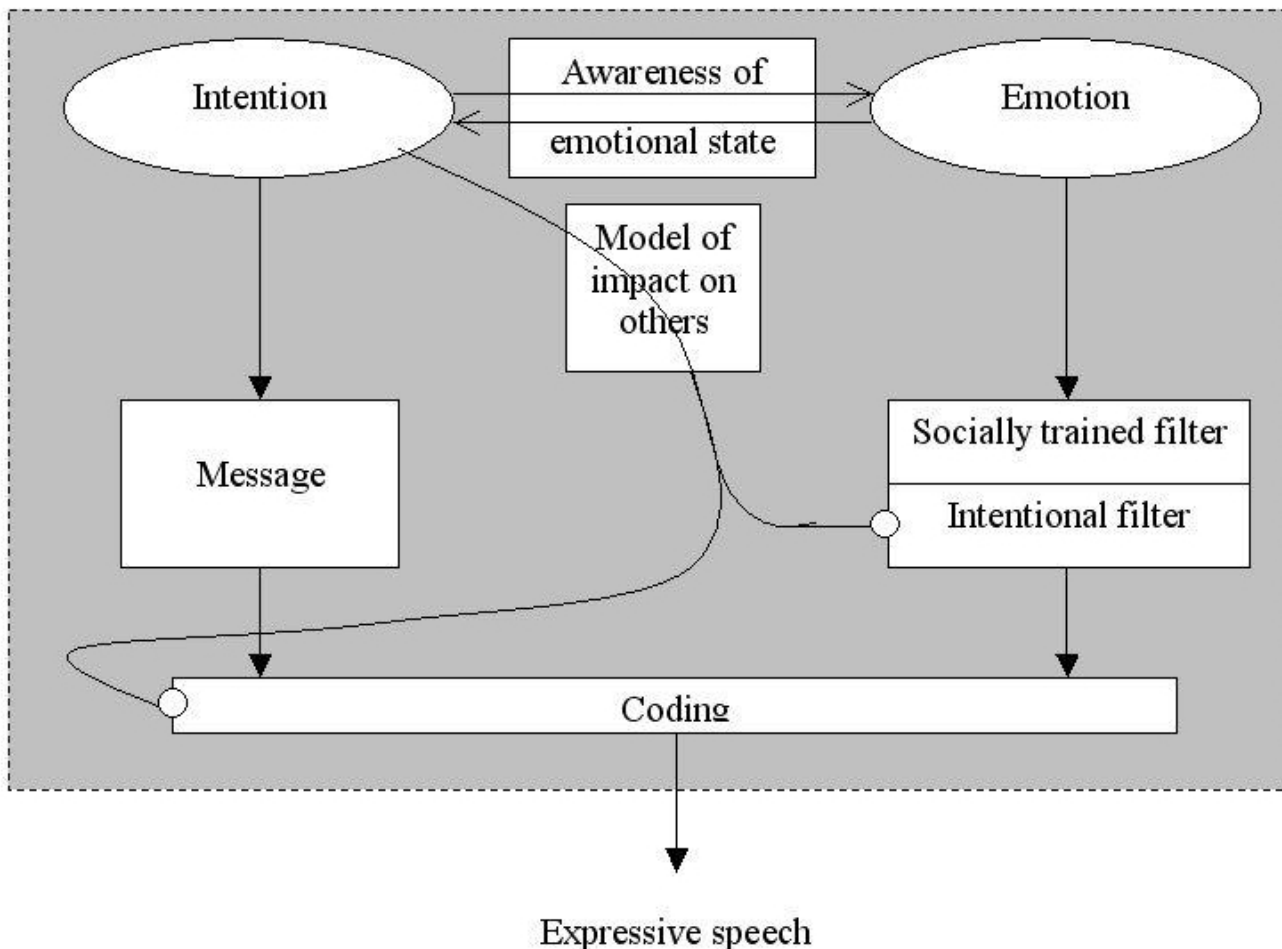 Intention
Awareness of
emotional state
Emotion
Model of
impact on
others
Message
Socially trained filter
Intentional filter
Coding
Expressive speech